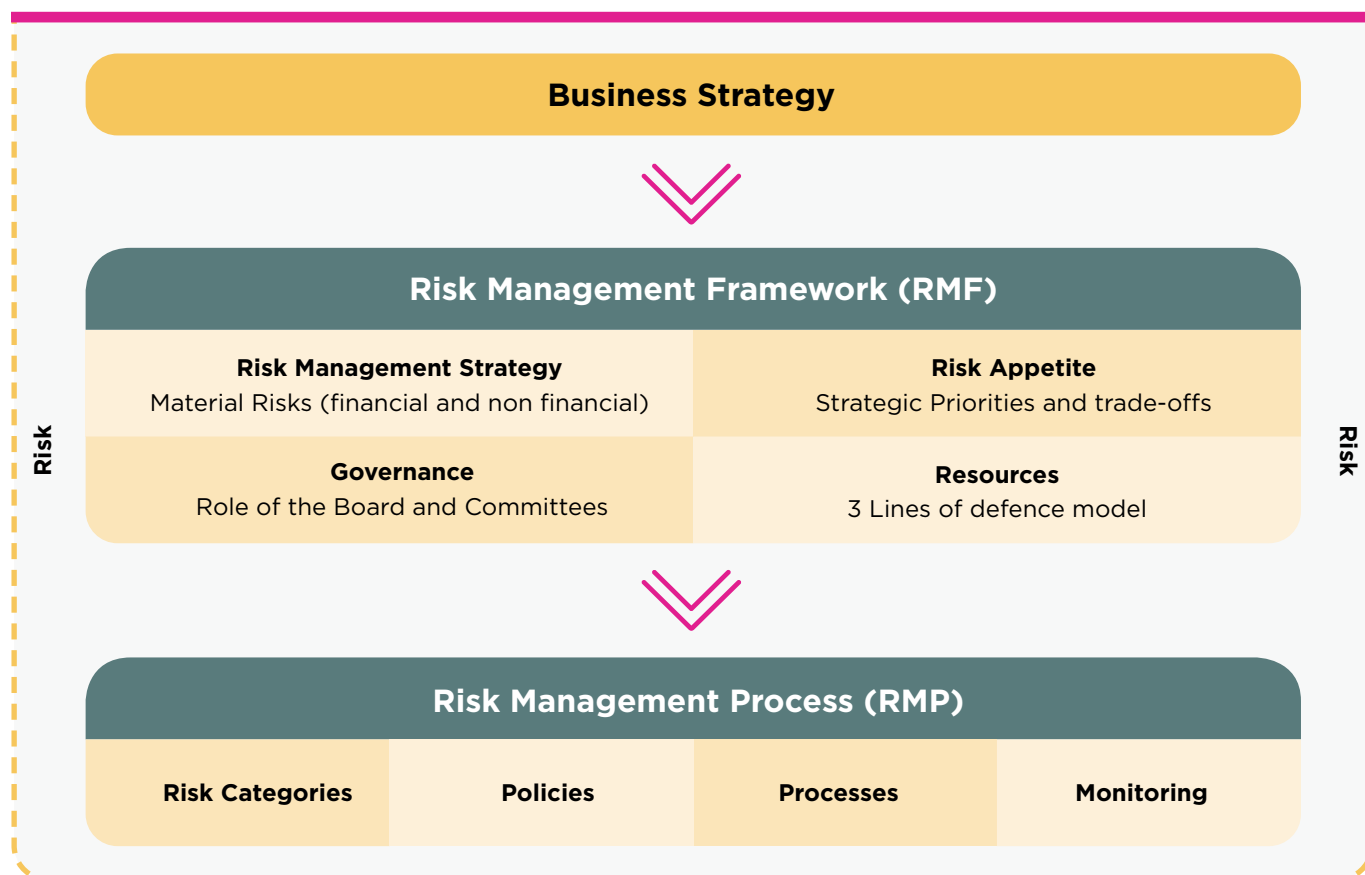 Business Strategy
Risk Management Framework (RMF)
Risk Management Strategy
Material Risks (financial and non financial)
Risk Appetite
Strategic Priorities and trade-offs
Governance
Role of the Board and Committees
Resources
3 Lines of defence model
Risk
Risk
Risk Management Process (RMP)
Risk Categories
Policies
Processes
Monitoring